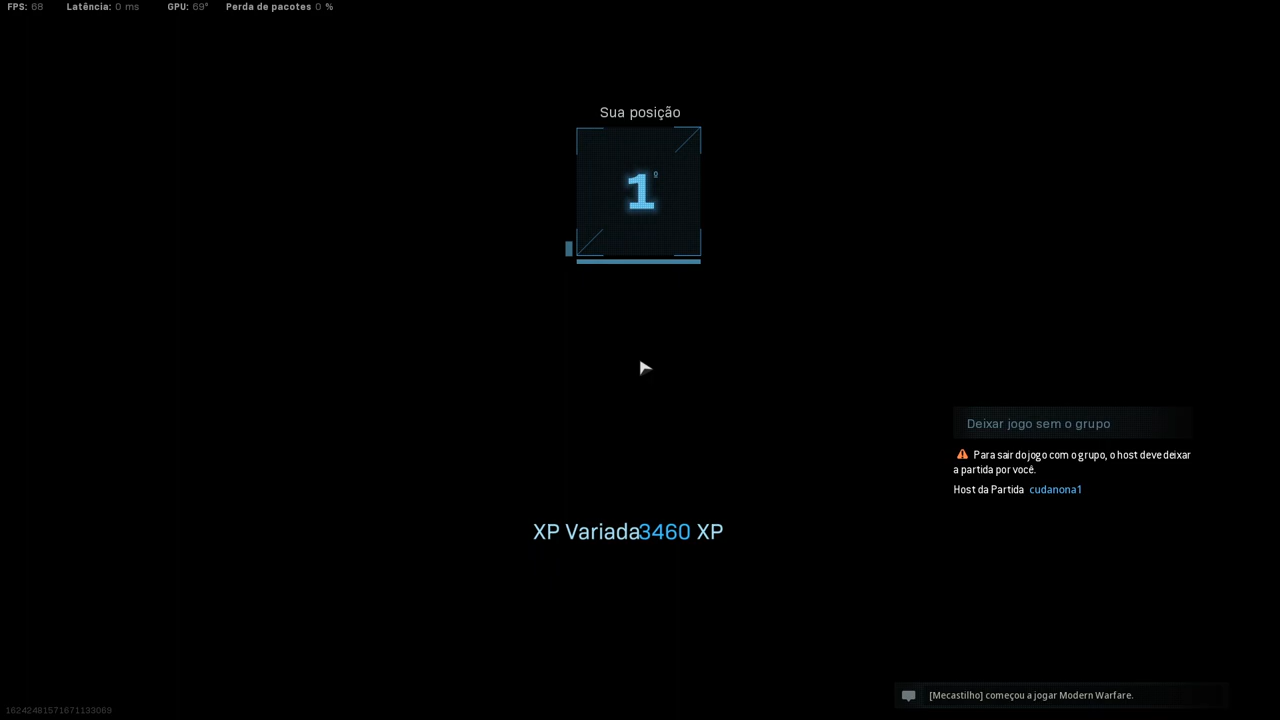 FPS: 68 Latência: 0 ms GPU: 69° Perda de pacotes 0 %
Sua posição
1º
Deixar jogo sem o grupo
Para sair do jogo com o grupo, o host deve deixar
a partida por você.
Host da Partida cudanona1
XP Variada3460 XP
[Mecastilho] começou a jogar Modern Warfare.
16242481571671133069